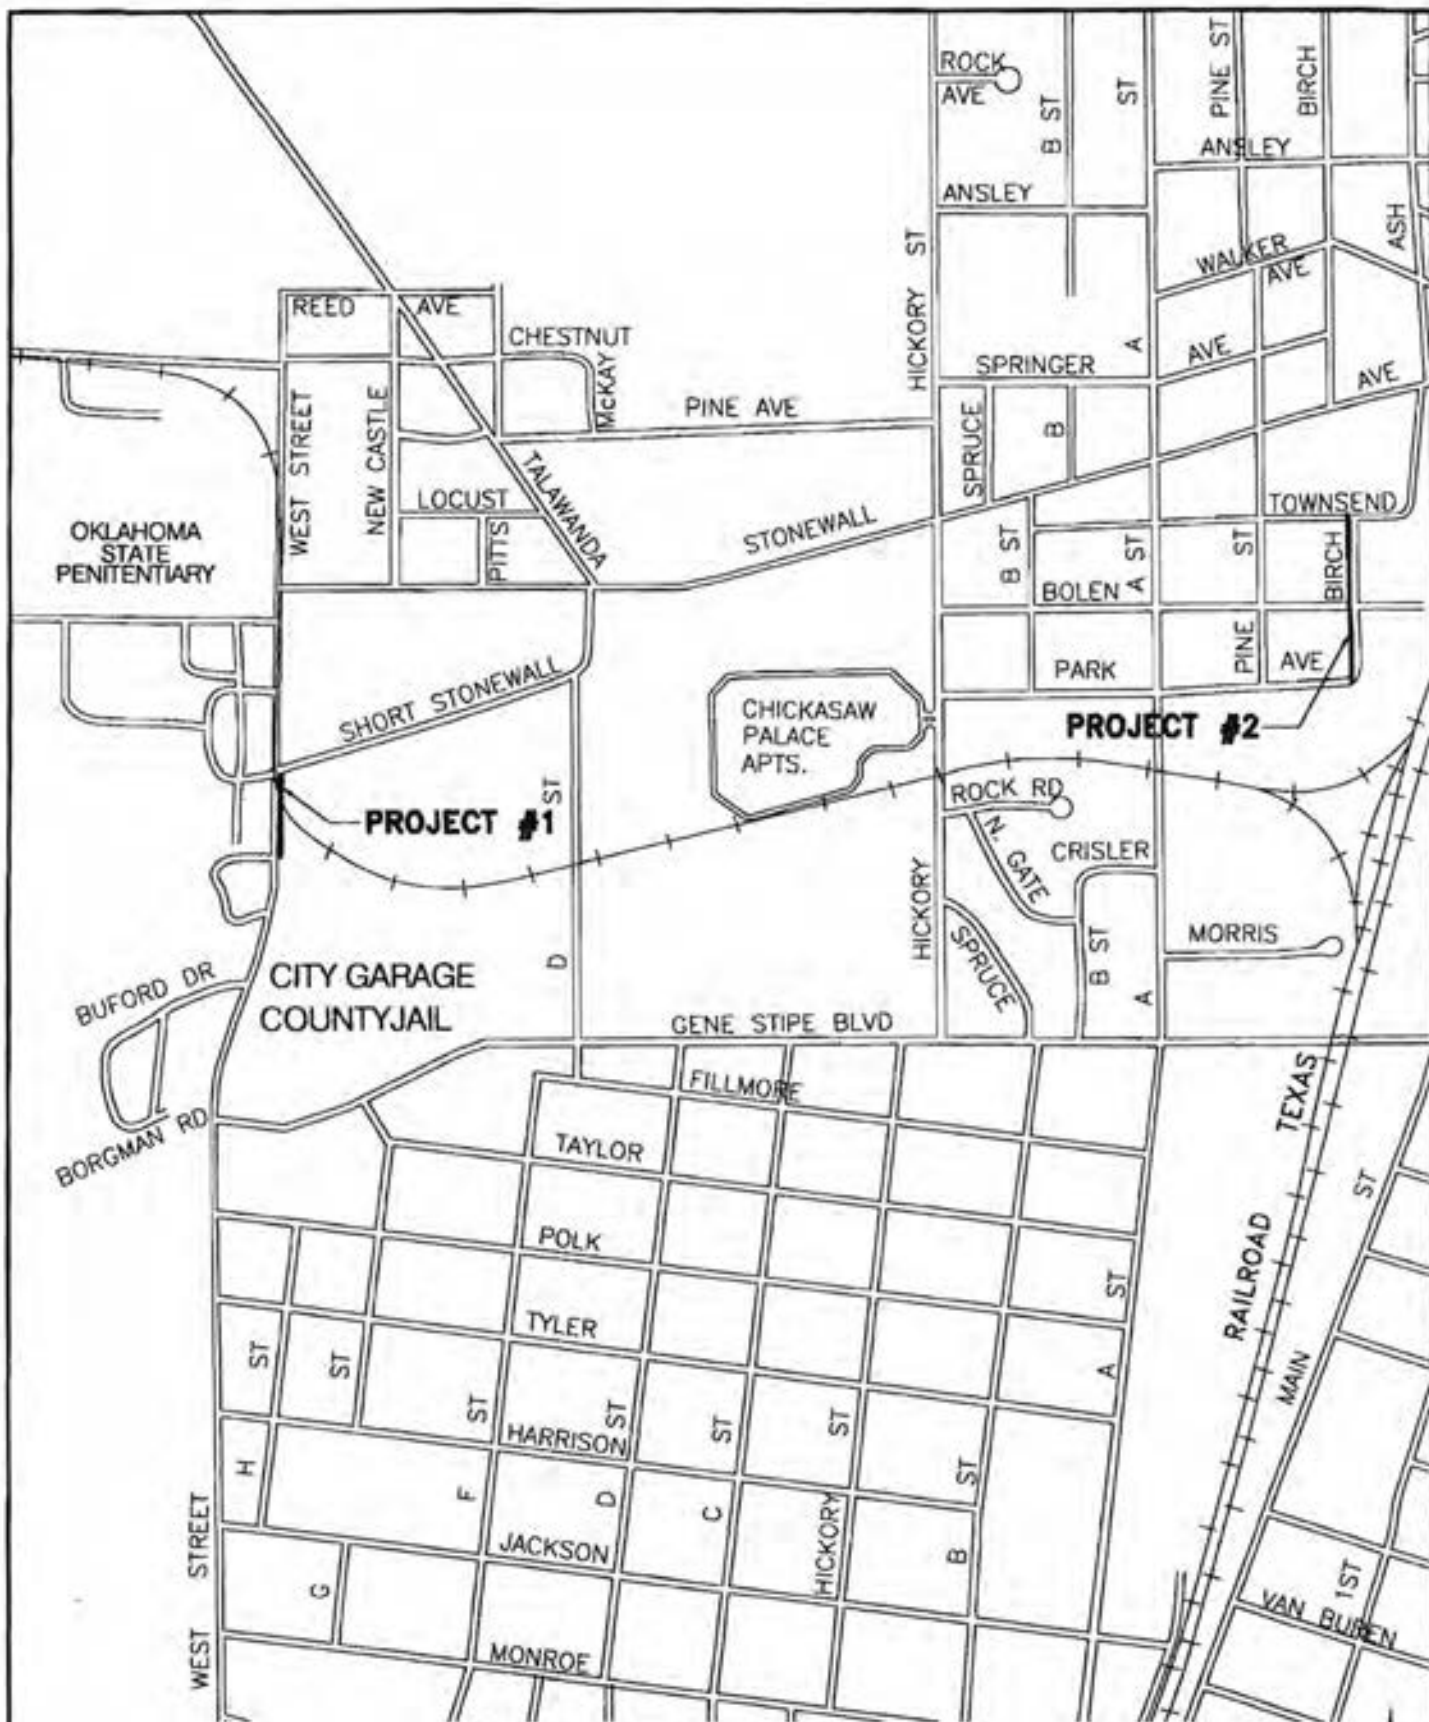 ROCK
AVE
B ST
ST
PINE ST
BIRCH
ANSLEY
ANSLEY
HICKORY ST
WALKER
AVE
ASH
REED AVE
CHESTNUT
McKAY
SPRINGER
A
AVE
AVE
PINE AVE
WEST STREET
NEW CASTLE
LOCUST
PITTS
TALAWANDA
STONEWALL
SPRUCE
B
TOWNSEND
OKLAHOMA
STATE
PENITENTIARY
B ST
BOLEN
A ST
ST
BIRCH
PARK
PINE
AVE
SHORT STONEWALL
CHICKASAW
PALACE
APTS.
PROJECT #2
PROJECT #1
ST
D
ROCK RD
N. GATE
CRISLER
HICKORY
SPRUCE
B ST
A
MORRIS
BUFORD DR
CITY GARAGE
COUNTYJAIL
GENE STIPE BLVD
BORGMAN RD
FILLMORE
TAYLOR
TEXAS
RAILROAD
POLK
TYLER
ST
ST
ST
ST
ST
ST
ST
ST
A
MAIN
ST
HARRISON
H
F
D
C
HICKORY
B
JACKSON
G
WEST STREET
MONROE
1ST
VAN BUREN